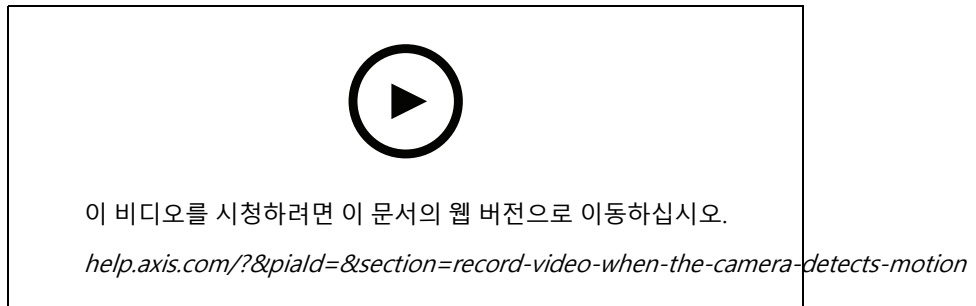 이 비디오를 시청하려면 이 문서의 웹 버전으로 이동하십시오.
help.axis.com/?&piaId=&section=record-video-when-the-camera-detects-motion